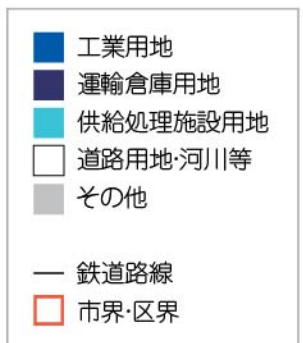 工業用地
運輸倉庫用地
供給処理施設用地
道路用地・河川等
その他
鉄道路線
市界・区界